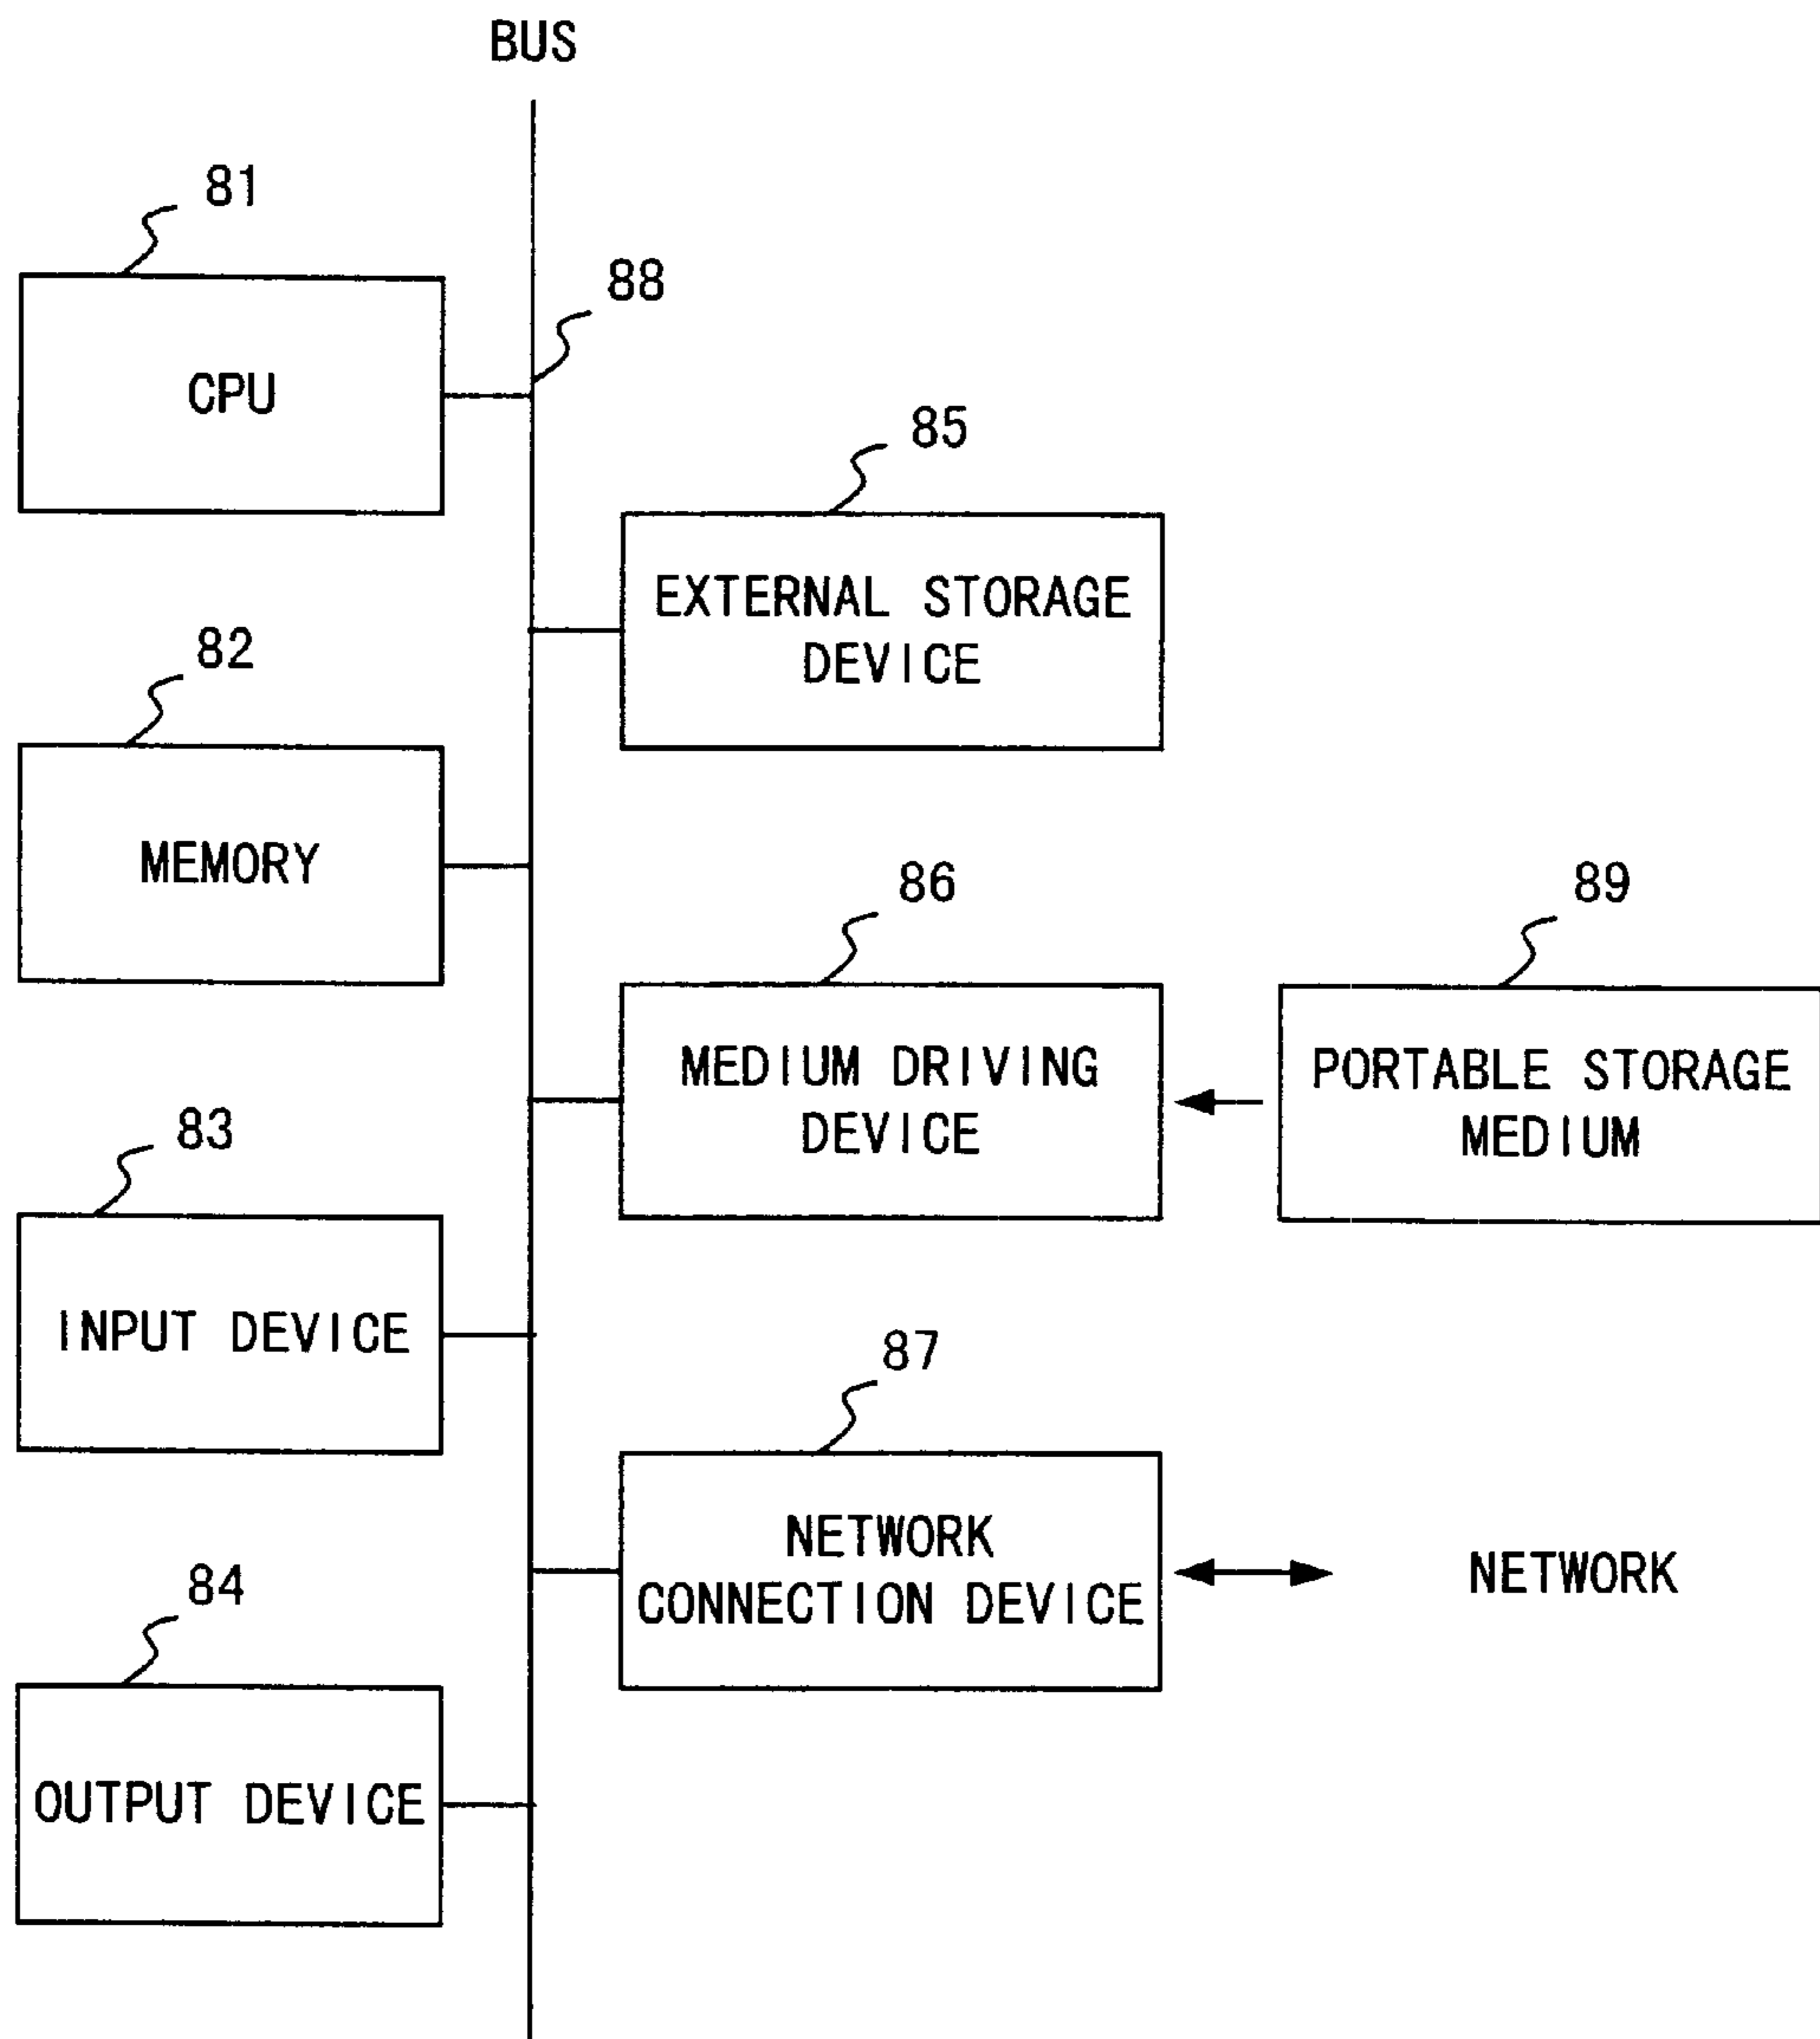 BUS
81
CPU
88
85
EXTERNAL STORAGE
DEVICE
82
MEMORY
86
MEDIUM DRIVING
DEVICE
89
PORTABLE STORAGE
MEDIUM
83
INPUT DEVICE
87
NETWORK
CONNECTION DEVICE
NETWORK
84
OUTPUT DEVICE